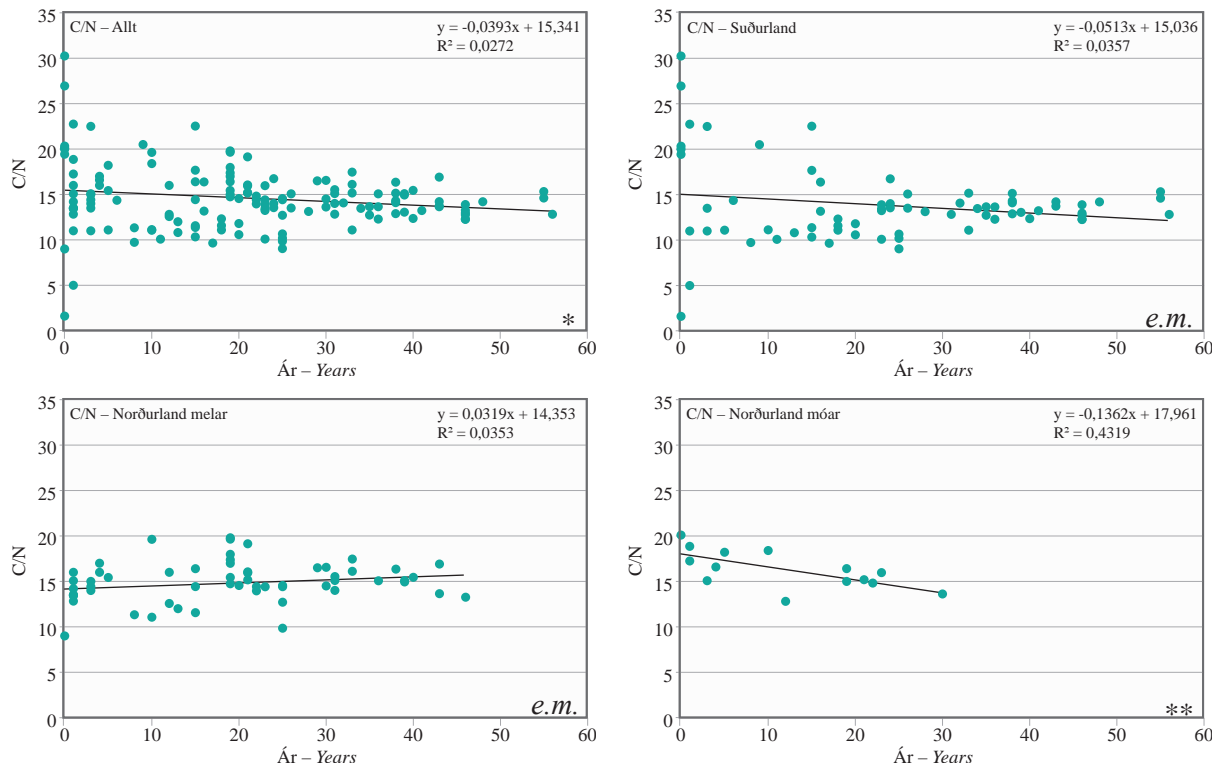 C/N – Allt
y = -0,0393x + 15,341
R² = 0,0272
35
30
25
20
15
10
5
0
C/N
0 10 20 30 40 50 60
Ár – Years
*
C/N – Suðurland
y = -0,0513x + 15,036
R² = 0,0357
35
30
25
20
15
10
5
0
C/N
0 10 20 30 40 50 60
Ár – Years
e.m.
C/N – Norðurland melar
y = 0,0319x + 14,353
R² = 0,0353
35
30
25
20
15
10
5
0
C/N
0 10 20 30 40 50 60
Ár – Years
e.m.
C/N – Norðurland móar
y = -0,1362x + 17,961
R² = 0,4319
35
30
25
20
15
10
5
0
C/N
0 10 20 30 40 50 60
Ár – Years
**